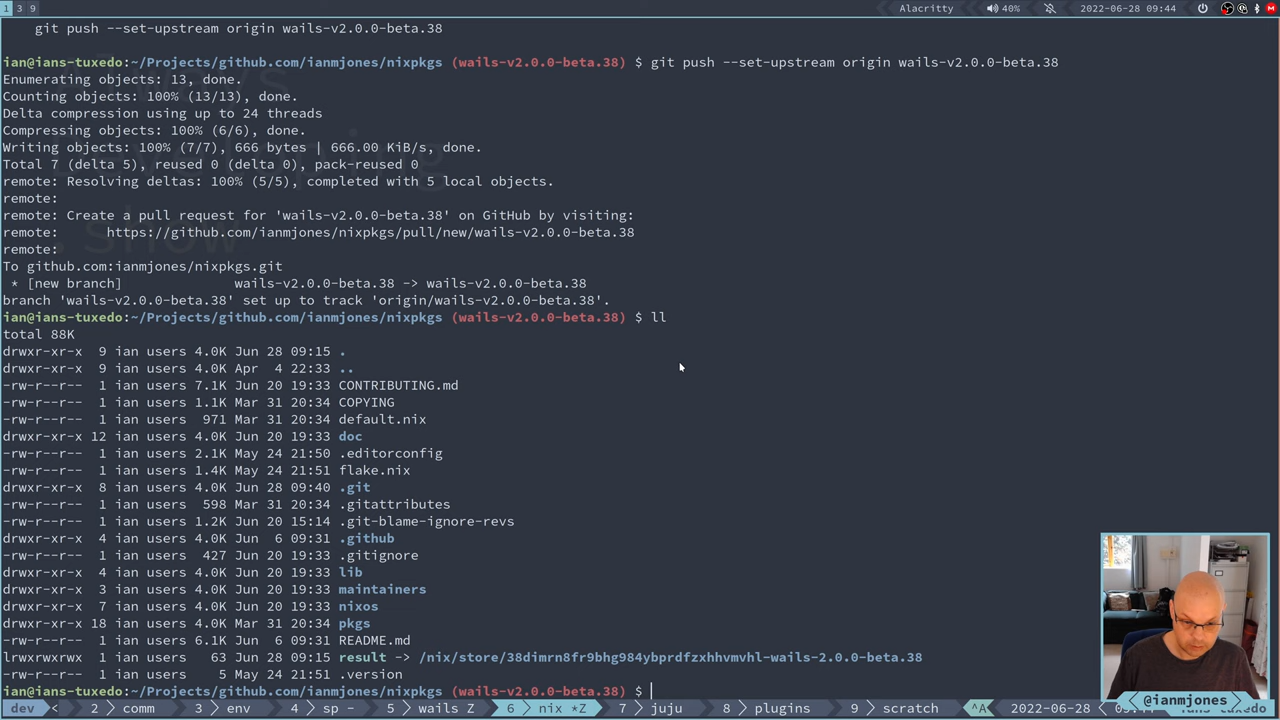 1 3 9 Alacritty 40% 2022-06-28 09:44
git push --set-upstream origin wails-v2.0.0-beta.38
ian@ians-tuxedo:~/Projects/github.com/ianmjones/nixpkgs (wails-v2.0.0-beta.38) $ git push --set-upstream origin wails-v2.0.0-beta.38
Enumerating objects: 13, done.
Counting objects: 100% (13/13), done.
Delta compression using up to 24 threads
Compressing objects: 100% (6/6), done.
Writing objects: 100% (7/7), 666 bytes | 666.00 KiB/s, done.
Total 7 (delta 5), reused 0 (delta 0), pack-reused 0
remote: Resolving deltas: 100% (5/5), completed with 5 local objects.
remote:
remote: Create a pull request for 'wails-v2.0.0-beta.38' on GitHub by visiting:
remote:      https://github.com/ianmjones/nixpkgs/pull/new/wails-v2.0.0-beta.38
remote:
To github.com:ianmjones/nixpkgs.git
 * [new branch]            wails-v2.0.0-beta.38 -> wails-v2.0.0-beta.38
branch 'wails-v2.0.0-beta.38' set up to track 'origin/wails-v2.0.0-beta.38'.
ian@ians-tuxedo:~/Projects/github.com/ianmjones/nixpkgs (wails-v2.0.0-beta.38) $ ll
total 88K
drwxr-xr-x  9 ian users 4.0K Jun 28 09:15 .
drwxr-xr-x  9 ian users 4.0K Apr  4 22:33 ..
-rw-r--r--  1 ian users 7.1K Jun 20 19:33 CONTRIBUTING.md
-rw-r--r--  1 ian users 1.1K Mar 31 20:34 COPYING
-rw-r--r--  1 ian users  971 Mar 31 20:34 default.nix
drwxr-xr-x 12 ian users 4.0K Jun 20 19:33 doc
-rw-r--r--  1 ian users 2.1K May 24 21:50 .editorconfig
-rw-r--r--  1 ian users 1.4K May 24 21:51 flake.nix
drwxr-xr-x  8 ian users 4.0K Jun 28 09:40 .git
-rw-r--r--  1 ian users  598 Mar 31 20:34 .gitattributes
-rw-r--r--  1 ian users 1.2K Jun 20 15:14 .git-blame-ignore-revs
drwxr-xr-x  4 ian users 4.0K Jun  6 09:31 .github
-rw-r--r--  1 ian users  427 Jun 20 19:33 .gitignore
drwxr-xr-x  4 ian users 4.0K Jun 20 19:33 lib
drwxr-xr-x  3 ian users 4.0K Jun 20 19:33 maintainers
drwxr-xr-x  7 ian users 4.0K Jun 20 19:33 nixos
drwxr-xr-x 18 ian users 4.0K Mar 31 20:34 pkgs
-rw-r--r--  1 ian users 6.1K Jun  6 09:31 README.md
lrwxrwxrwx  1 ian users   63 Jun 28 09:15 result -> /nix/store/38dimrn8fr9bhg984ybprdfzxhhvmvhl-wails-2.0.0-beta.38
-rw-r--r--  1 ian users    5 May 24 21:51 .version
ian@ians-tuxedo:~/Projects/github.com/ianmjones/nixpkgs (wails-v2.0.0-beta.38) $
@ianmjones
dev < 2 comm 3 env 4 sp - 5 wails Z 6 nix *Z 7 juju 8 plugins 9 scratch ^A 2022-06-28